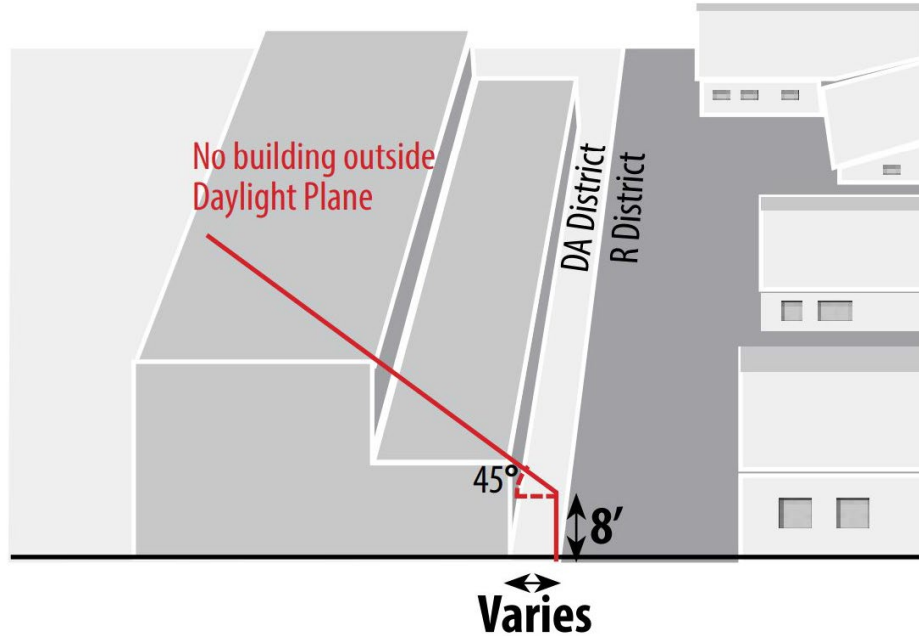 No building outside
Daylight Plane
DA District
R District
45°
8’
Varies